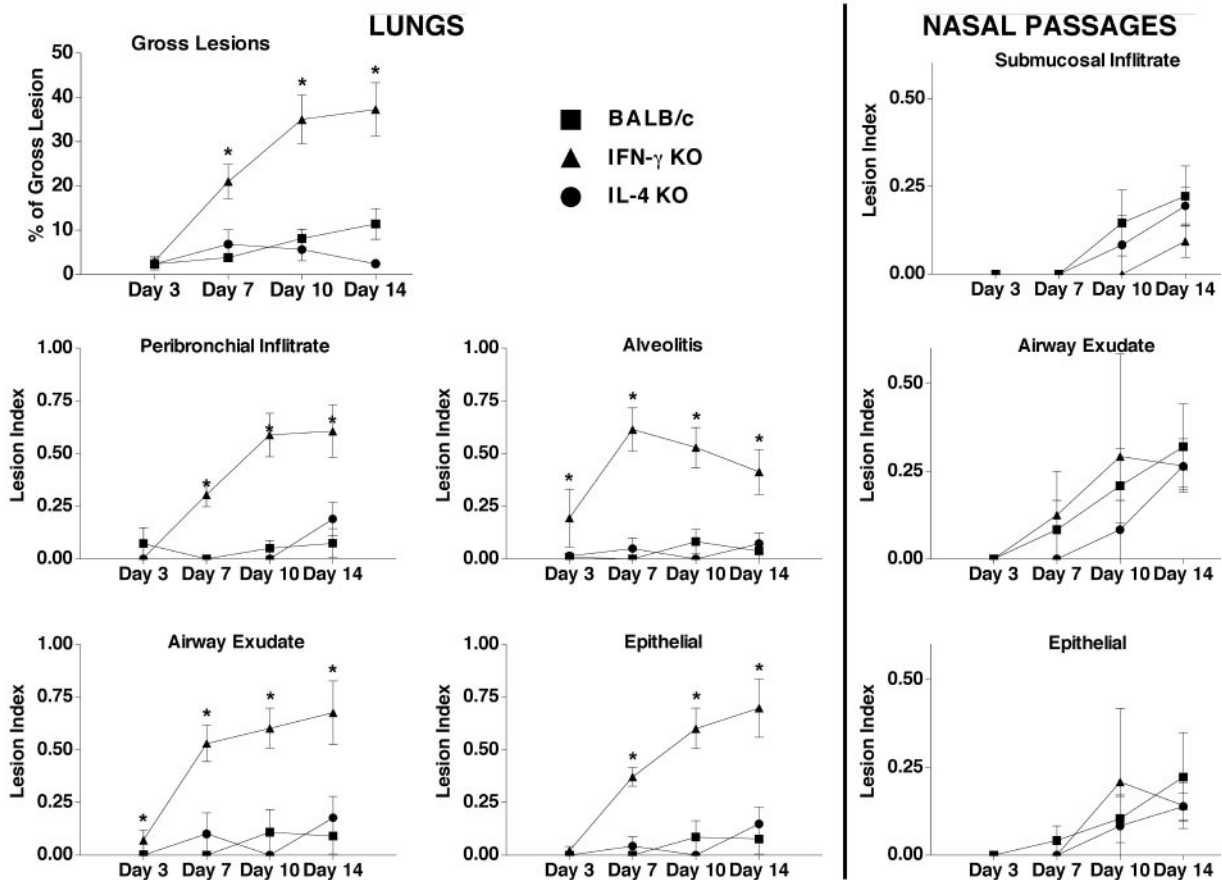 LUNGS
NASAL PASSAGES
Gross Lesions
% of Gross Lesion
50
40
30
20
10
0
* * *
Day 3 Day 7 Day 10 Day 14
BALB/c
IFN-γ KO
IL-4 KO
Submucosal Inflitrate
Lesion Index
0.50
0.25
0.00
Day 3 Day 7 Day 10 Day 14
Peribronchial Inflitrate
Lesion Index
1.00
0.75
0.50
0.25
0.00
* * *
Day 3 Day 7 Day 10 Day 14
Alveolitis
Lesion Index
1.00
0.75
0.50
0.25
0.00
* * * *
Day 3 Day 7 Day 10 Day 14
Airway Exudate
Lesion Index
0.50
0.25
0.00
Day 3 Day 7 Day 10 Day 14
Airway Exudate
Lesion Index
1.00
0.75
0.50
0.25
0.00
* * * *
Day 3 Day 7 Day 10 Day 14
Epithelial
Lesion Index
1.00
0.75
0.50
0.25
0.00
* * *
Day 3 Day 7 Day 10 Day 14
Epithelial
Lesion Index
0.50
0.25
0.00
Day 3 Day 7 Day 10 Day 14